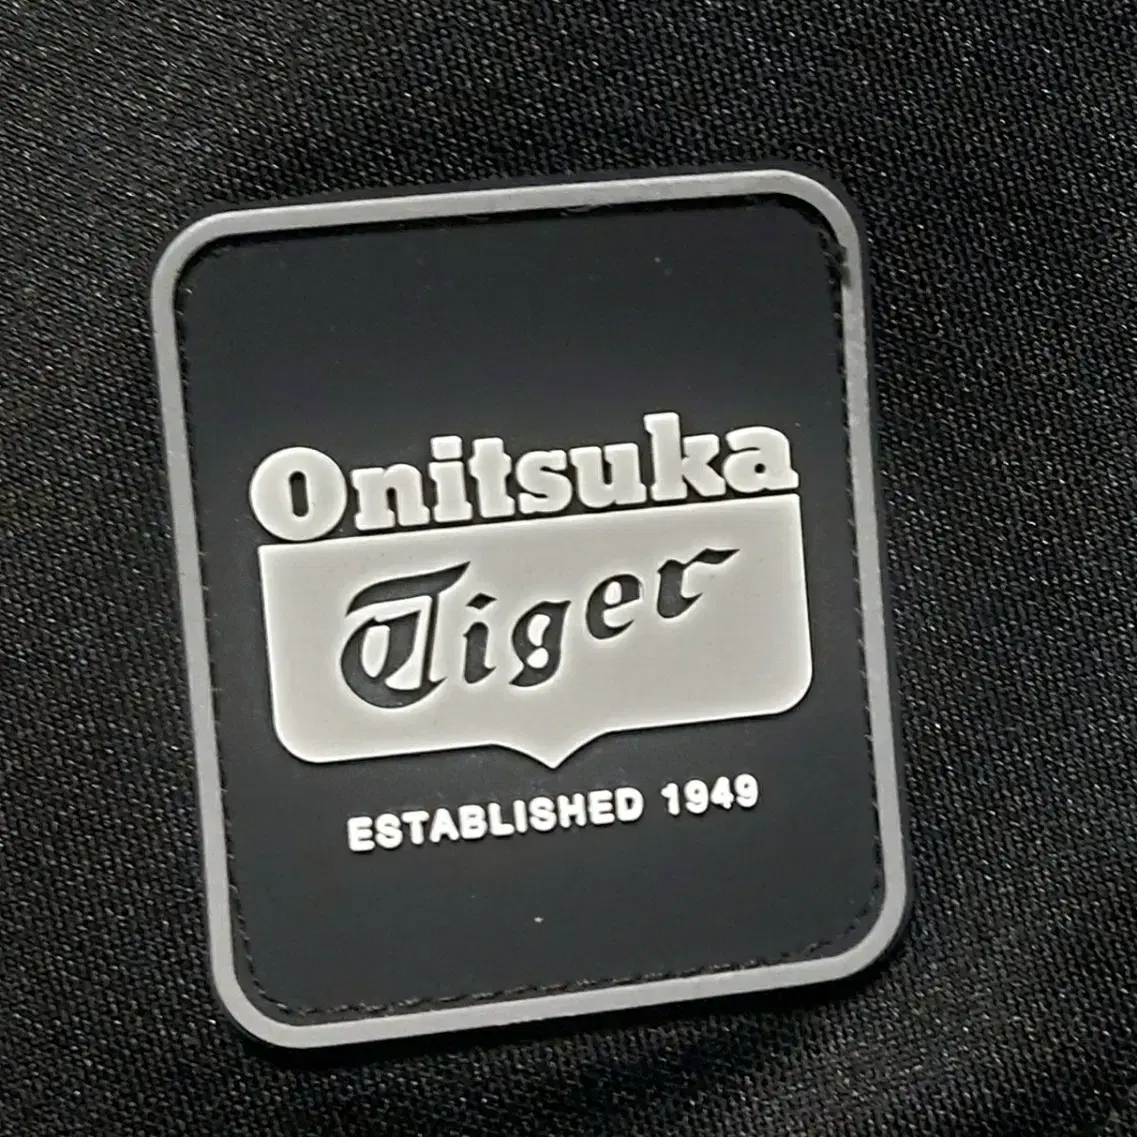 Onitsuka
Tiger
ESTABLISHED 1949